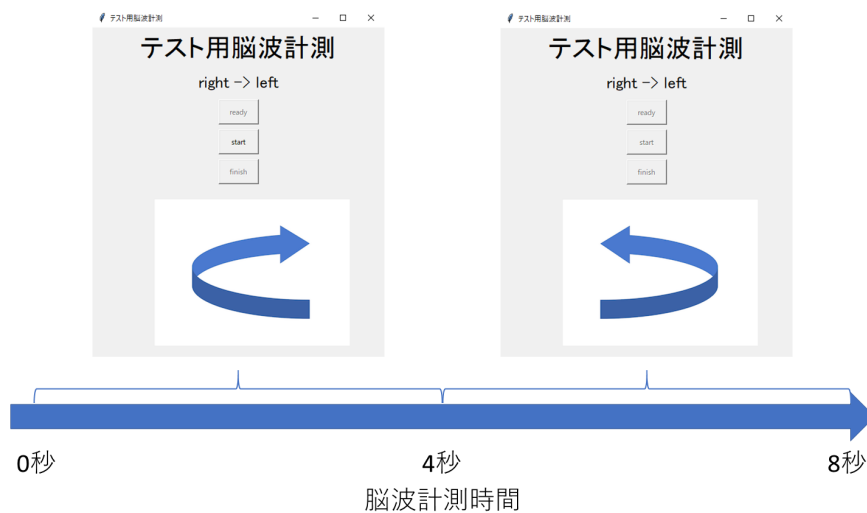 テスト用脳波計測
テスト用脳波計測
right -> left
ready
start
finish
テスト用脳波計測
テスト用脳波計測
right -> left
ready
start
finish
0秒
4秒
8秒
脳波計測時間